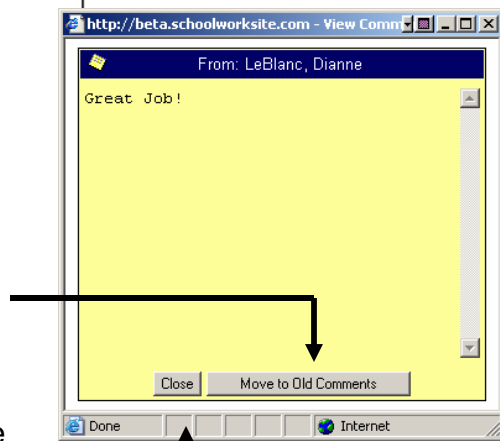 http://beta.schoolworksite.com - View Comm
From: LeBlanc, Dianne
Great Job!
Close Move to Old Comments
e
Done Internet